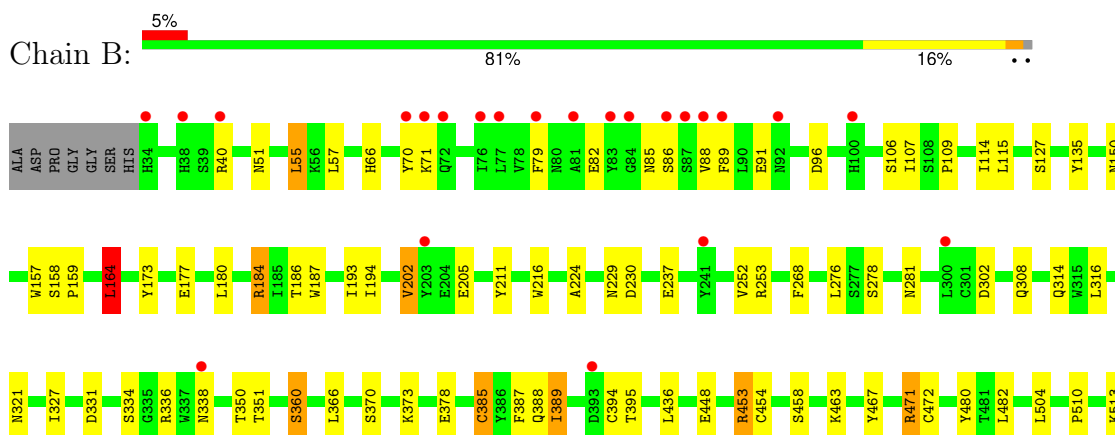 5%
Chain B:
81% 16% ..
ALA ASP PRO GLY GLY SER HIS H34 H38 S39 R40 N51 L55 K56 L57 H66 Y70 K71 Q72 I76 L77 V78 F79 N80 A81 E82 Y83 G84 N85 S86 S87 V88 F89 L90 E91 N92 D96 H100 S106 I107 S108 P109 I114 L115 S127 Y135 N150
W157 S158 P159 L164 Y173 E177 L180 R184 I185 T186 W187 I193 I194 V202 Y203 E204 E205 Y211 W216 A224 N229 D230 E237 Y241 V252 R253 F268 L276 S277 S278 N281 L300 C301 D302 Q308 Q314 W315 L316
N321 I327 D331 S334 G335 R336 W337 N338 T350 T351 S360 L366 S370 K373 E378 C385 Y386 F387 Q388 I389 D393 C394 T395 L436 E448 R453 C454 S458 K463 Y467 R471 C472 Y480 T481 L482 L504 P510